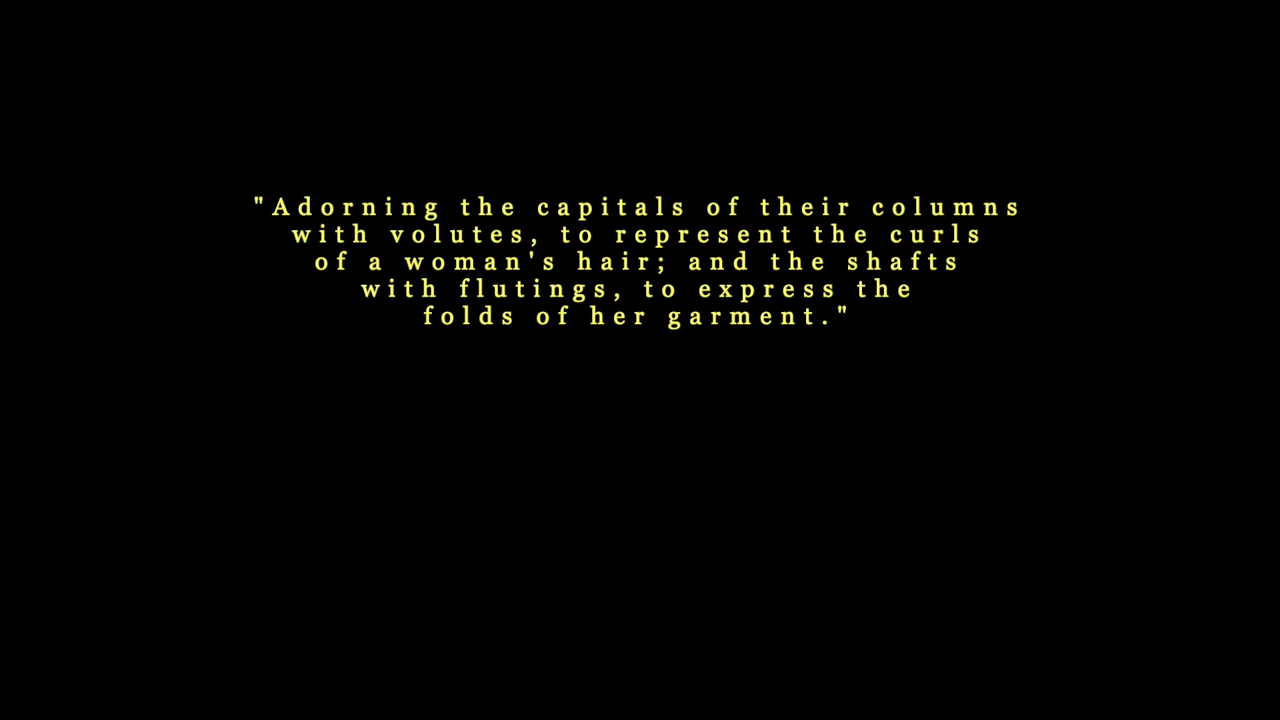 "Adorning the capitals of their columns
with volutes, to represent the curls
of a woman's hair; and the shafts
with flutings, to express the
folds of her garment."